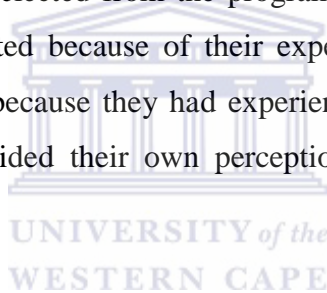 elected from the program
ted because of their expe
because they had experien
ided their own perceptio
UNIVERSITY of the
WESTERN CAPE